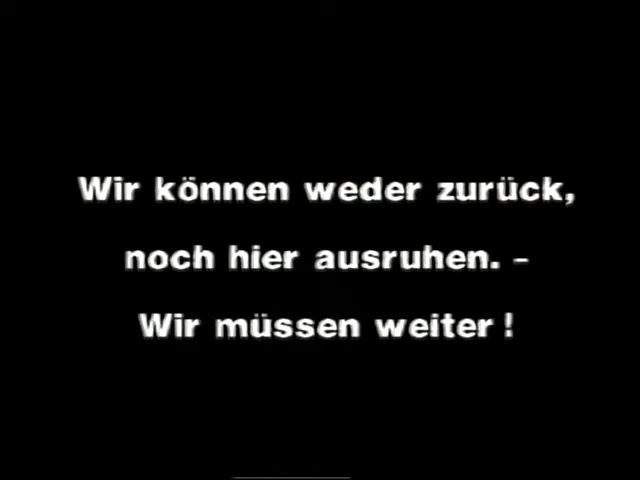 Wir können weder zurück,
noch hier ausruhen. –
Wir müssen weiter !